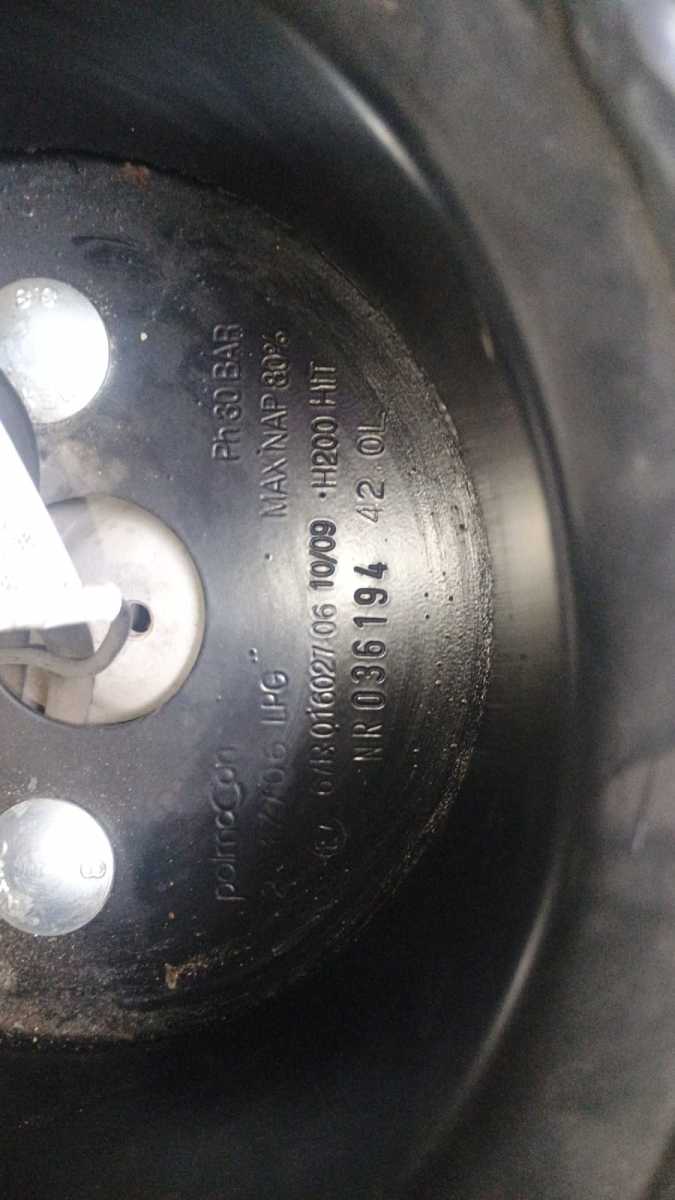 polmoCon Ph 30 BAR
LPG MAX NAP 80%
67R 016027-06 10/09 · H200 HIT
NR 036194 42.0L